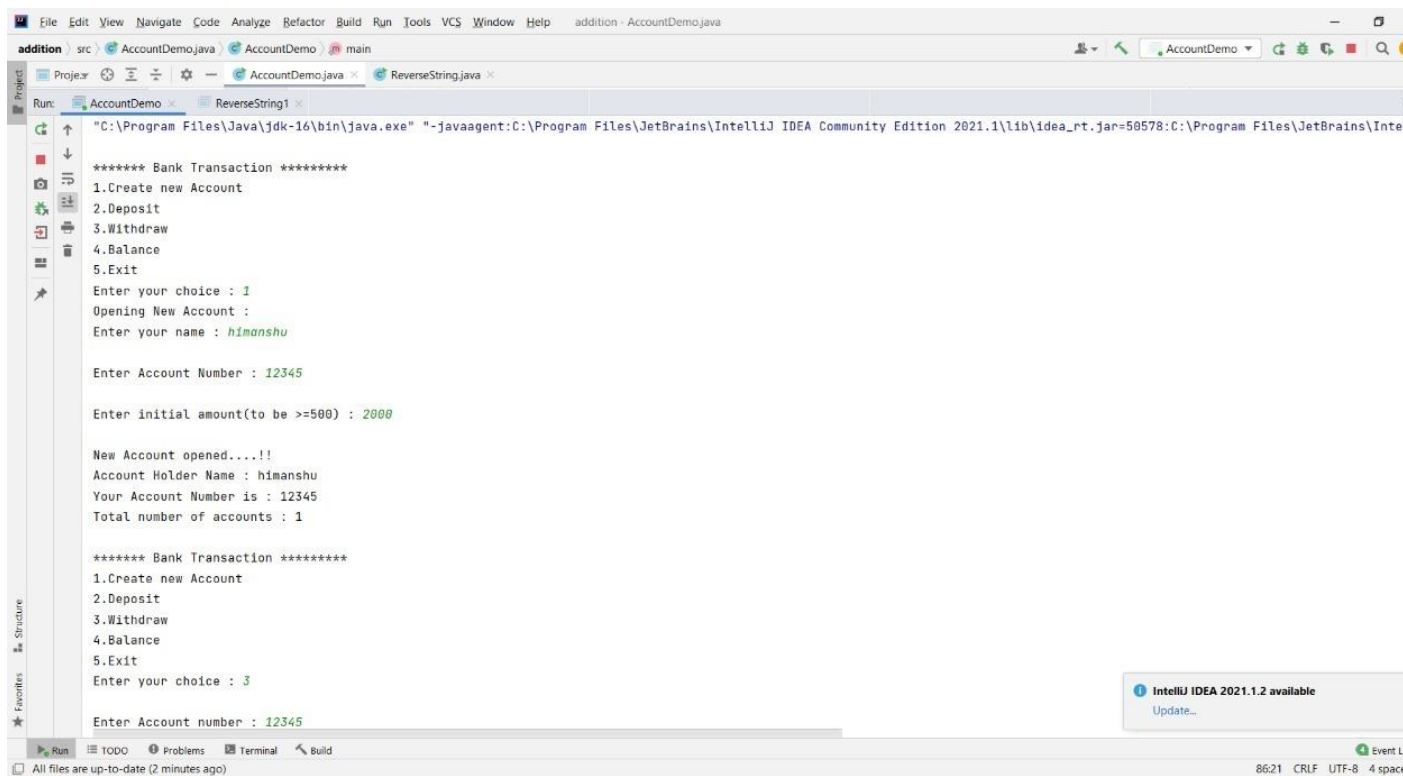 File Edit View Navigate Code Analyze Refactor Build Run Tools VCS Window Help addition - AccountDemo.java
addition src AccountDemo.java AccountDemo main AccountDemo
Project AccountDemo.java ReverseString.java
Run: AccountDemo ReverseString1
"C:\Program Files\Java\jdk-16\bin\java.exe" "-javaagent:C:\Program Files\JetBrains\IntelliJ IDEA Community Edition 2021.1\lib\idea_rt.jar=50578:C:\Program Files\JetBrains\Inte
******* Bank Transaction *********
1.Create new Account
2.Deposit
3.Withdraw
4.Balance
5.Exit
Enter your choice : 1
Opening New Account :
Enter your name : himanshu
Enter Account Number : 12345
Enter initial amount(to be >=500) : 2000
New Account opened....!!
Account Holder Name : himanshu
Your Account Number is : 12345
Total number of accounts : 1
******* Bank Transaction *********
1.Create new Account
2.Deposit
3.Withdraw
4.Balance
5.Exit
Enter your choice : 3
Enter Account number : 12345
Structure
Favorites
IntelliJ IDEA 2021.1.2 available
Update...
Run TODO Problems Terminal Build 4 Event L
All files are up-to-date (2 minutes ago) 86:21 CRLF UTF-8 4 space